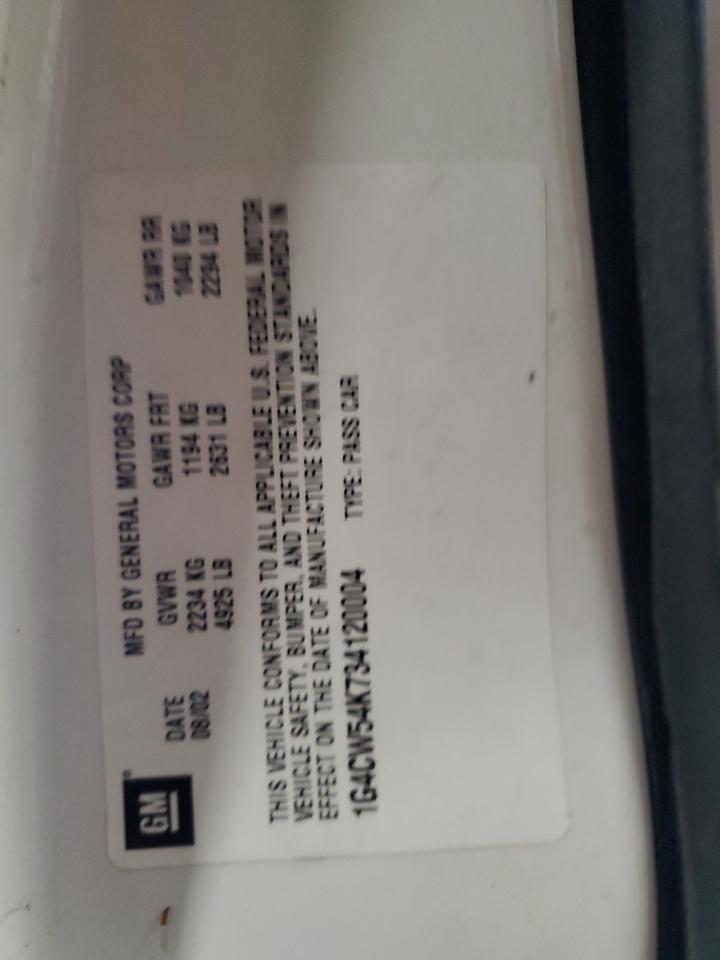 GM
MFD BY GENERAL MOTORS CORP
DATE GVWR GAWR FRT GAWR RR
08/02 2234 KG 1194 KG 1040 KG
4925 LB 2631 LB 2294 LB
THIS VEHICLE CONFORMS TO ALL APPLICABLE U.S. FEDERAL MOTOR
VEHICLE SAFETY, BUMPER, AND THEFT PREVENTION STANDARDS IN
EFFECT ON THE DATE OF MANUFACTURE SHOWN ABOVE.
1G4CW54K734120004 TYPE: PASS CAR